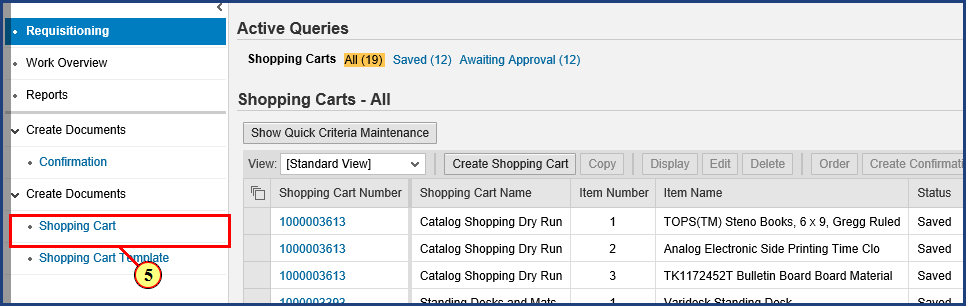 Requisitioning
Work Overview
Reports
Create Documents
Confirmation
Create Documents
Shopping Cart
Shopping Cart Template
5
Active Queries
Shopping Carts All (19) Saved (12) Awaiting Approval (12)
Shopping Carts - All
Show Quick Criteria Maintenance
View: [Standard View] Create Shopping Cart Copy Display Edit Delete Order Create Confirmati
Shopping Cart Number Shopping Cart Name Item Number Item Name Status
1000003613 Catalog Shopping Dry Run 1 TOPS(TM) Steno Books, 6 x 9, Gregg Ruled Saved
1000003613 Catalog Shopping Dry Run 2 Analog Electronic Side Printing Time Clo Saved
1000003613 Catalog Shopping Dry Run 3 TK1172452T Bulletin Board Board Material Saved
1000003393 Standing Desks and Mats 1 Varidesk Standing Desk Saved